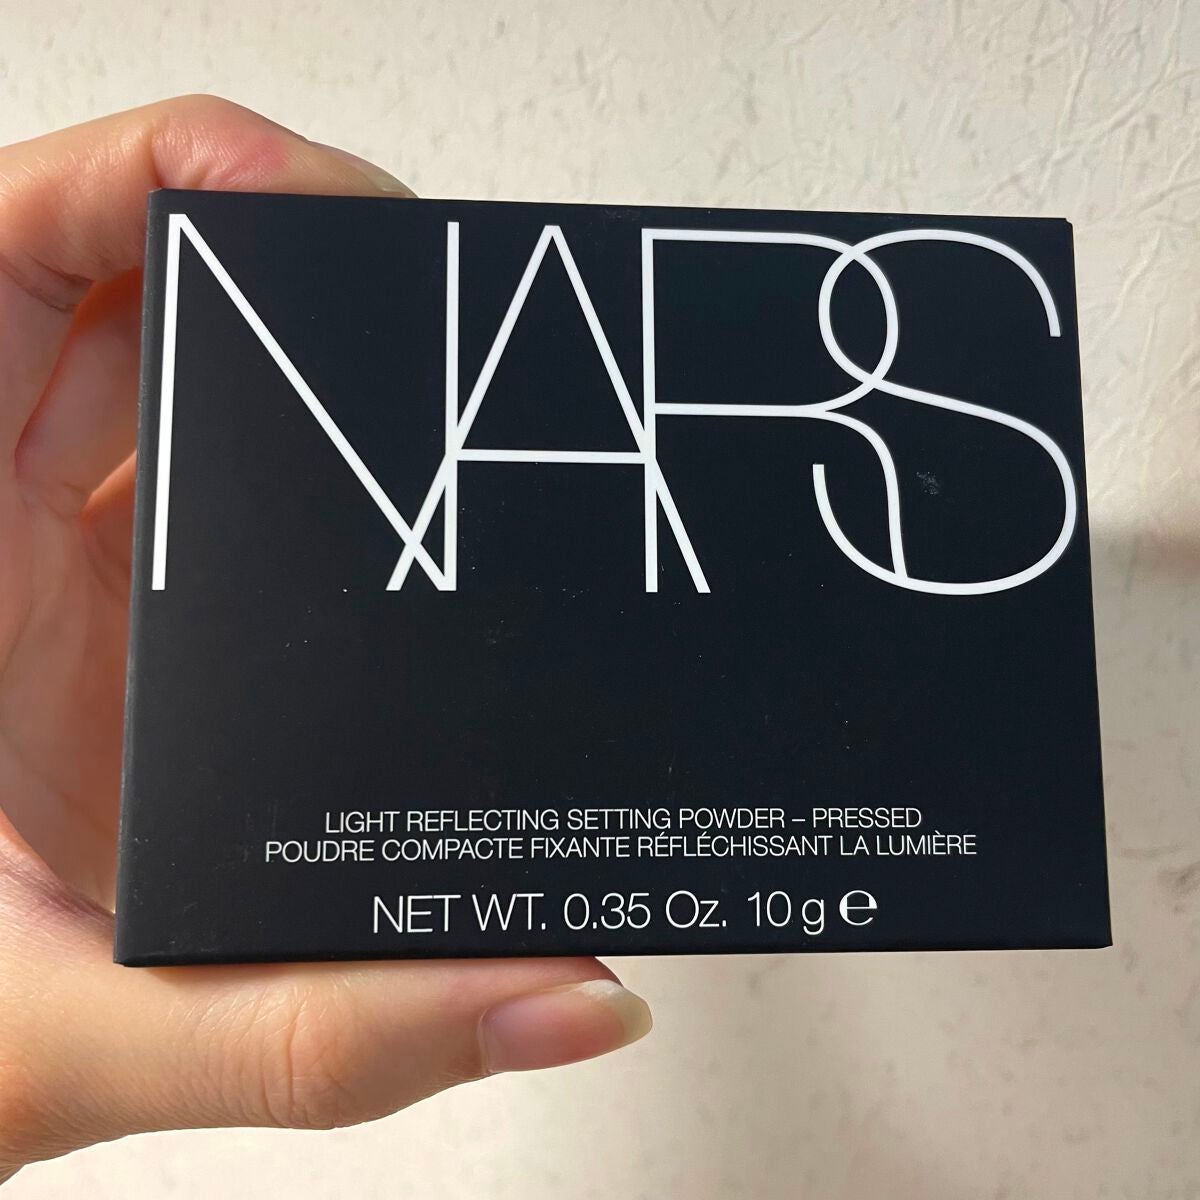 NARS
LIGHT REFLECTING SETTING POWDER – PRESSED
POUDRE COMPACTE FIXANTE RÉFLÉCHISSANT LA LUMIÈRE
NET WT. 0.35 Oz. 10 g ℮